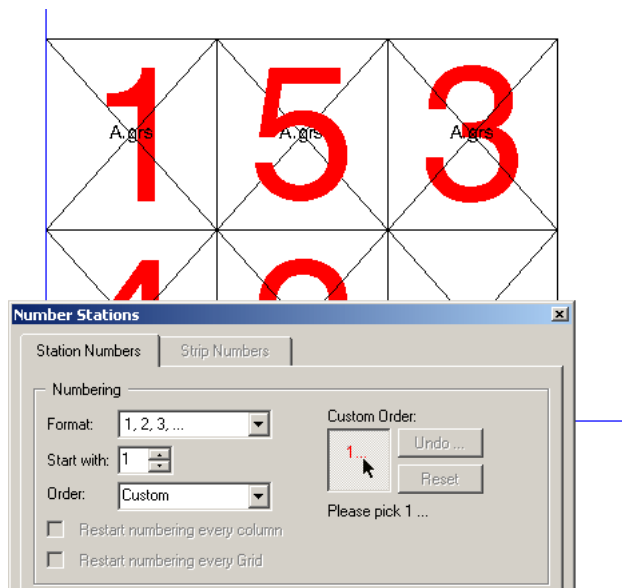 1 5 3
A.grs A.grs A.grs
Number Stations
Station Numbers Strip Numbers
Numbering
Format: 1, 2, 3, ... Custom Order:
1... Undo ...
Start with: 1
Reset
Order: Custom
Please pick 1 ...
Restart numbering every column
Restart numbering every Grid